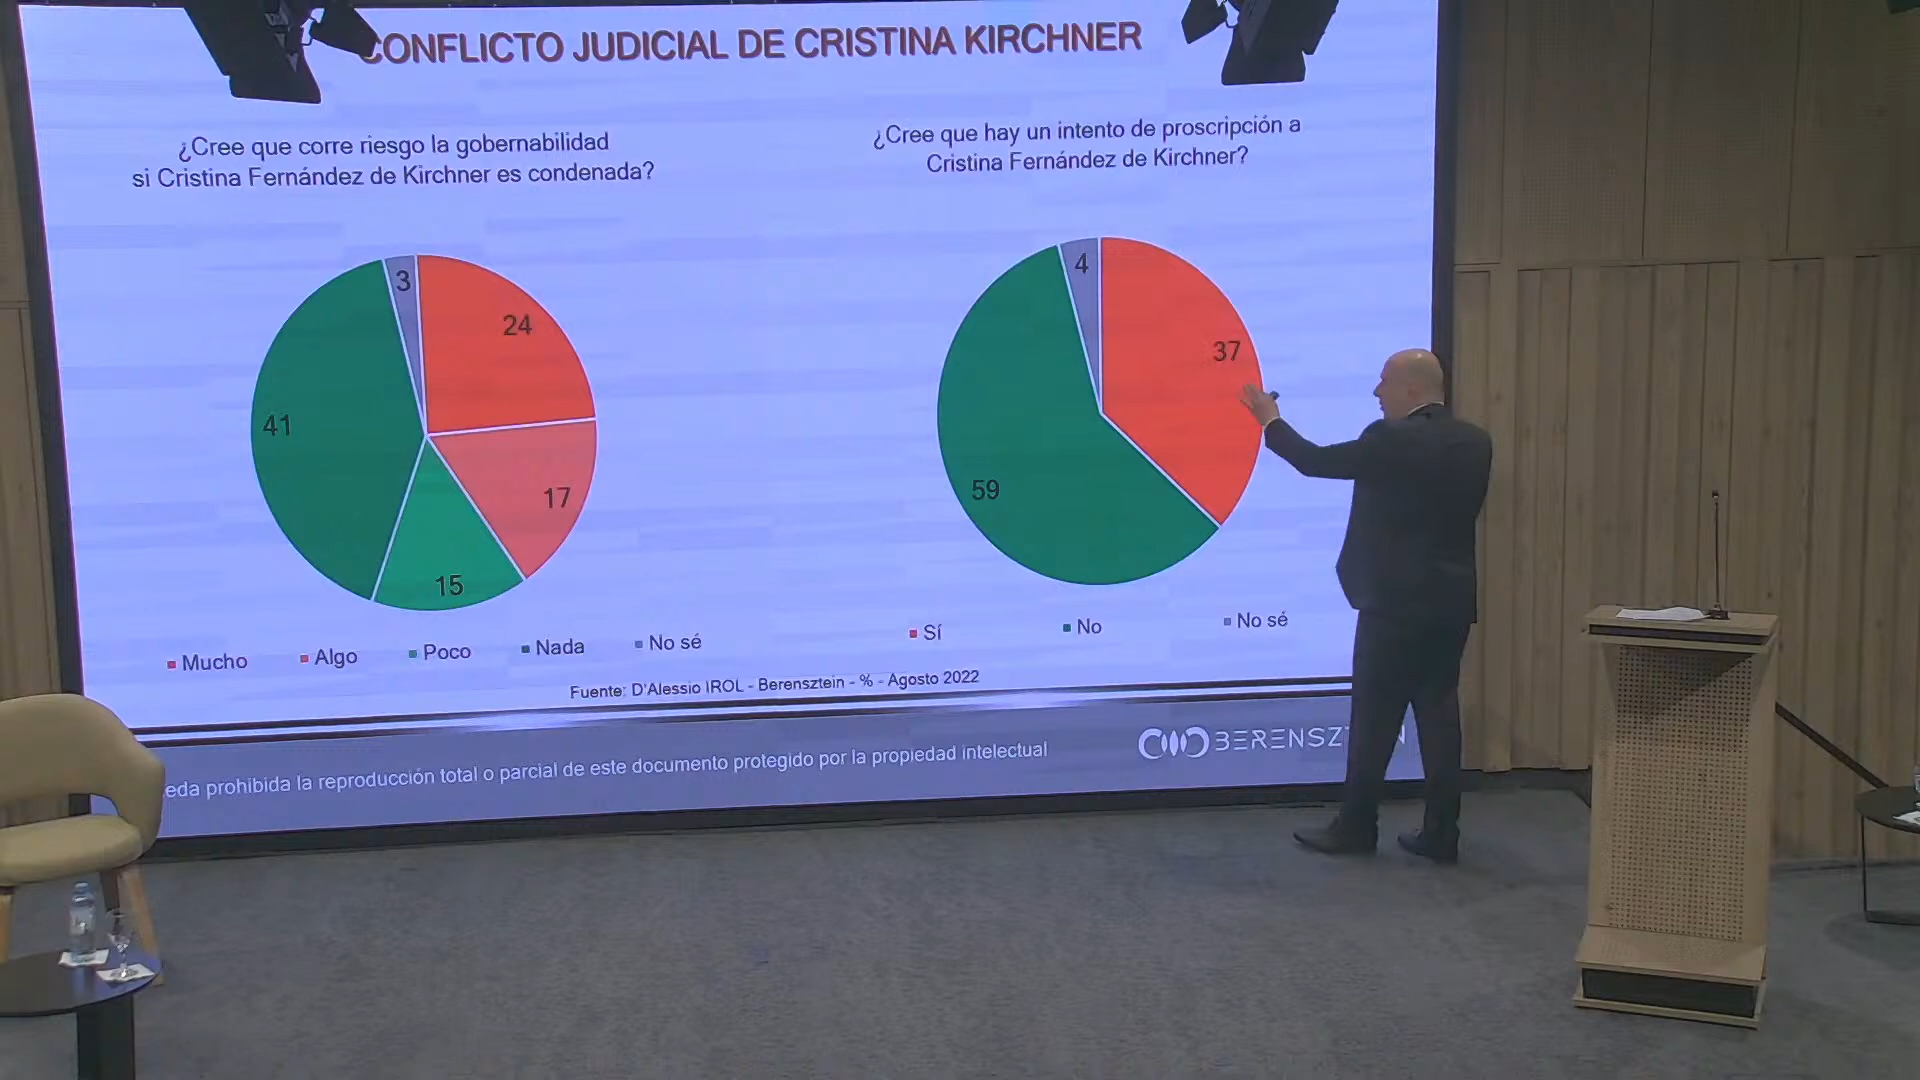 CONFLICTO JUDICIAL DE CRISTINA KIRCHNER
¿Cree que corre riesgo la gobernabilidad
si Cristina Fernández de Kirchner es condenada?
3
24
41
17
15
Mucho
Algo
Poco
Nada
No sé
¿Cree que hay un intento de proscripción a
Cristina Fernández de Kirchner?
4
37
59
Sí
No
No sé
Fuente: D'Alessio IROL - Berensztein - % - Agosto 2022
eda prohibida la reproducción total o parcial de este documento protegido por la propiedad intelectual